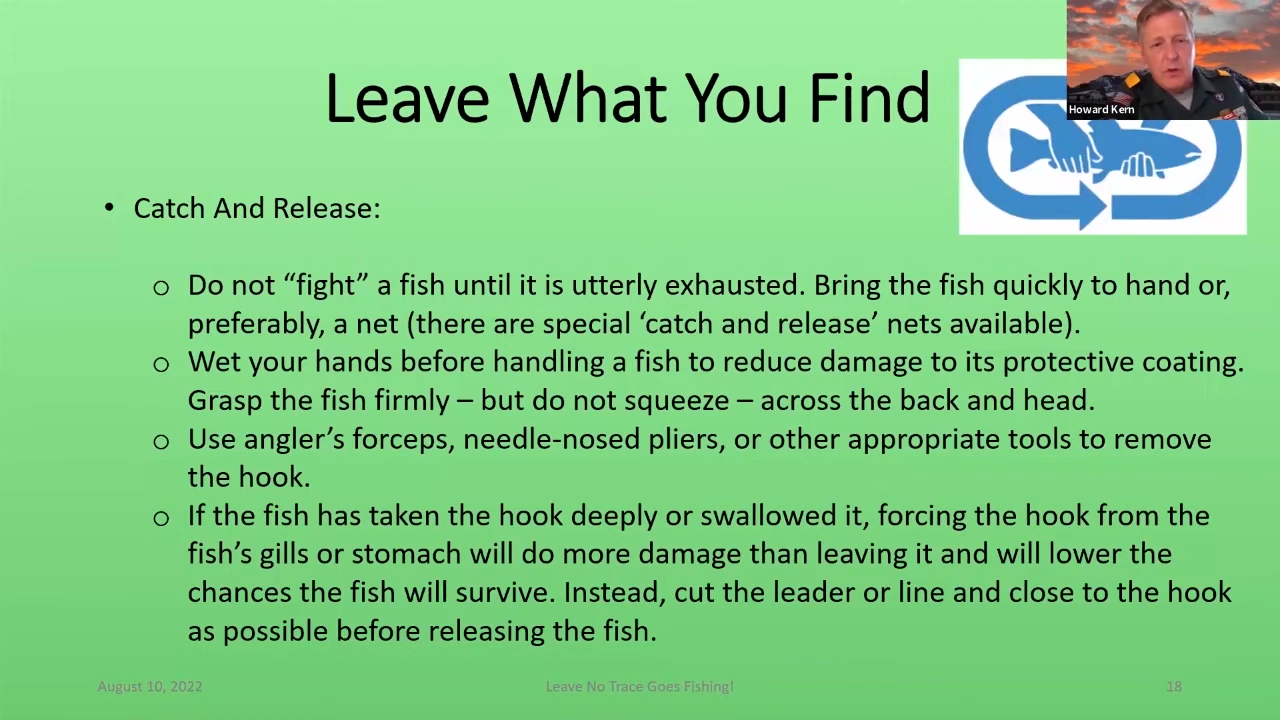 Leave What You Find
Howard Kern
• Catch And Release:
o Do not “fight” a fish until it is utterly exhausted. Bring the fish quickly to hand or,
preferably, a net (there are special ‘catch and release’ nets available).
o Wet your hands before handling a fish to reduce damage to its protective coating.
Grasp the fish firmly – but do not squeeze – across the back and head.
o Use angler’s forceps, needle-nosed pliers, or other appropriate tools to remove
the hook.
o If the fish has taken the hook deeply or swallowed it, forcing the hook from the
fish’s gills or stomach will do more damage than leaving it and will lower the
chances the fish will survive. Instead, cut the leader or line and close to the hook
as possible before releasing the fish.
August 10, 2022
Leave No Trace Goes Fishing!
18